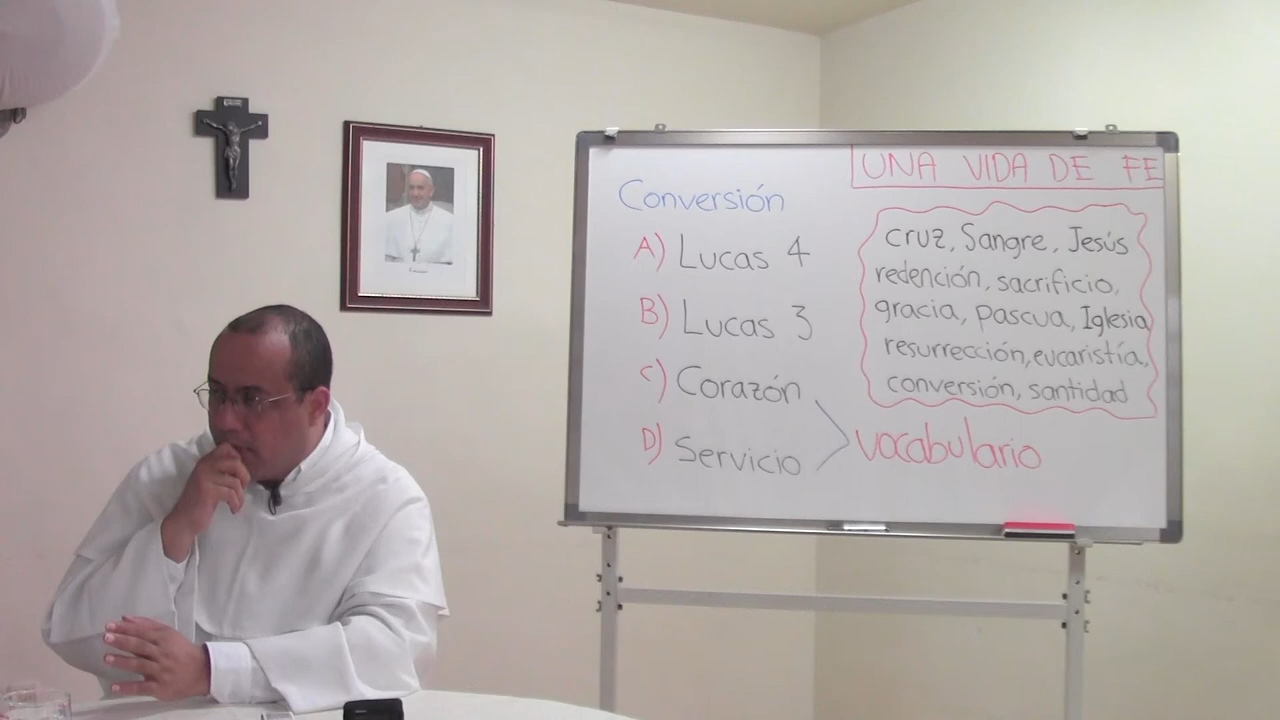 UNA VIDA DE FE
Conversión
A) Lucas 4
B) Lucas 3
C) Corazón
D) Servicio
cruz, Sangre, Jesús
redención, sacrificio,
gracia, pascua, Iglesia
resurrección, eucaristía,
conversión, santidad
vocabulario